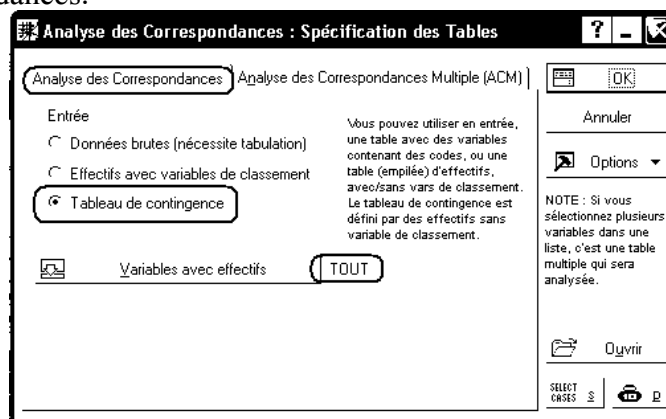 dances.
Analyse des Correspondances : Spécification des Tables
Analyse des Correspondances
Analyse des Correspondances Multiple (ACM)
Entrée
Données brutes (nécessite tabulation)
Effectifs avec variables de classement
Tableau de contingence
Vous pouvez utiliser en entrée,
une table avec des variables
contenant des codes, ou une
table (empilée) d'effectifs,
avec/sans vars de classement.
Le tableau de contingence est
défini par des effectifs sans
variable de classement.
Variables avec effectifs
TOUT
OK
Annuler
Options
NOTE : Si vous
sélectionnez plusieurs
variables dans une
liste, c'est une table
multiple qui sera
analysée.
Ouvrir
SELECT
CASES
S
D